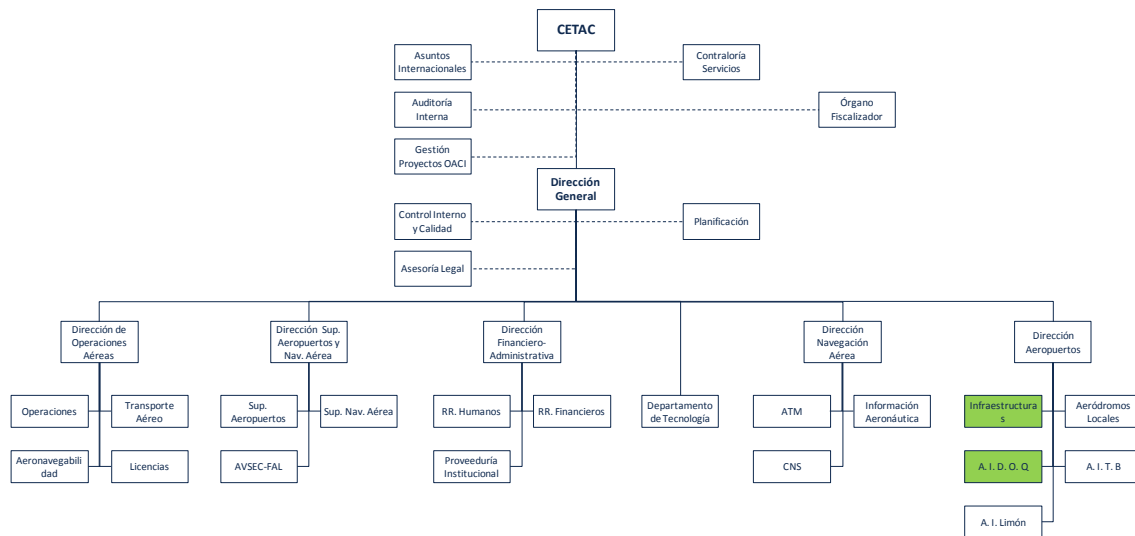 CETAC
Asuntos
Internacionales
Contraloría
Servicios
Auditoría
Interna
Órgano
Fiscalizador
Gestión
Proyectos OACI
Dirección
General
Control Interno
y Calidad
Planificación
Asesoría Legal
Dirección de
Operaciones
Aéreas
Dirección Sup.
Aeropuertos y
Nav. Aérea
Dirección
Financiero-
Administrativa
Dirección
Navegación
Aérea
Dirección
Aeropuertos
Operaciones
Transporte
Aéreo
Sup.
Aeropuertos
Sup. Nav. Aérea
RR. Humanos
RR. Financieros
Departamento
de Tecnología
ATM
Información
Aeronáutica
Infraestructura
s
Aeródromos
Locales
Aeronavegabili
dad
Licencias
AVSEC-FAL
Proveeduría
Institucional
CNS
A. I. D. O. Q
A. I. T. B
A. I. Limón